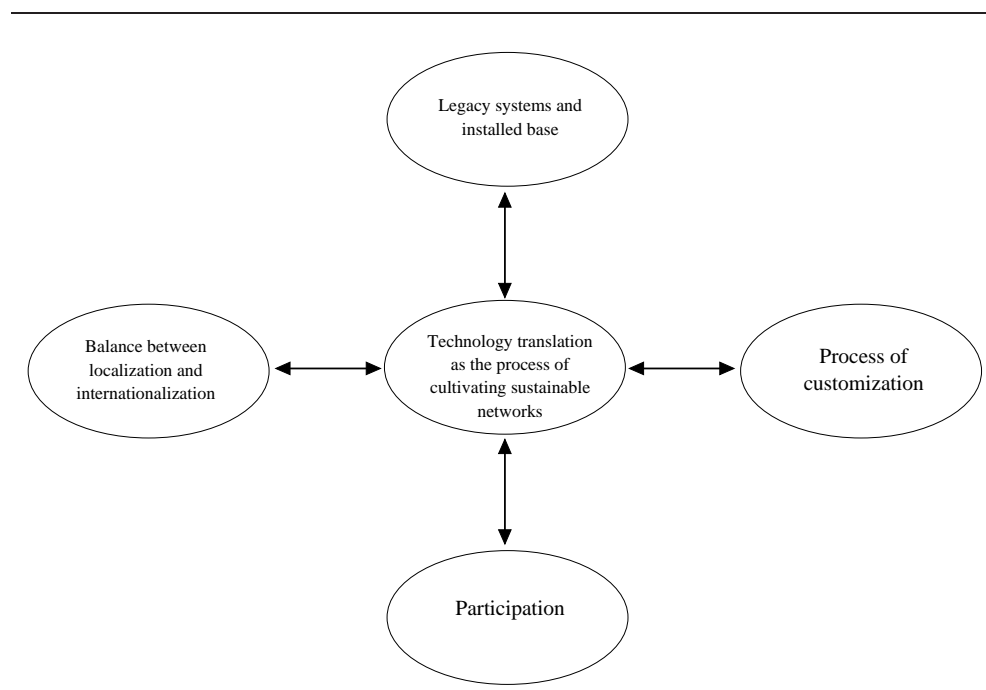 Legacy systems and
installed base
Balance between
localization and
internationalization
Technology translation
as the process of
cultivating sustainable
networks
Process of
customization
Participation